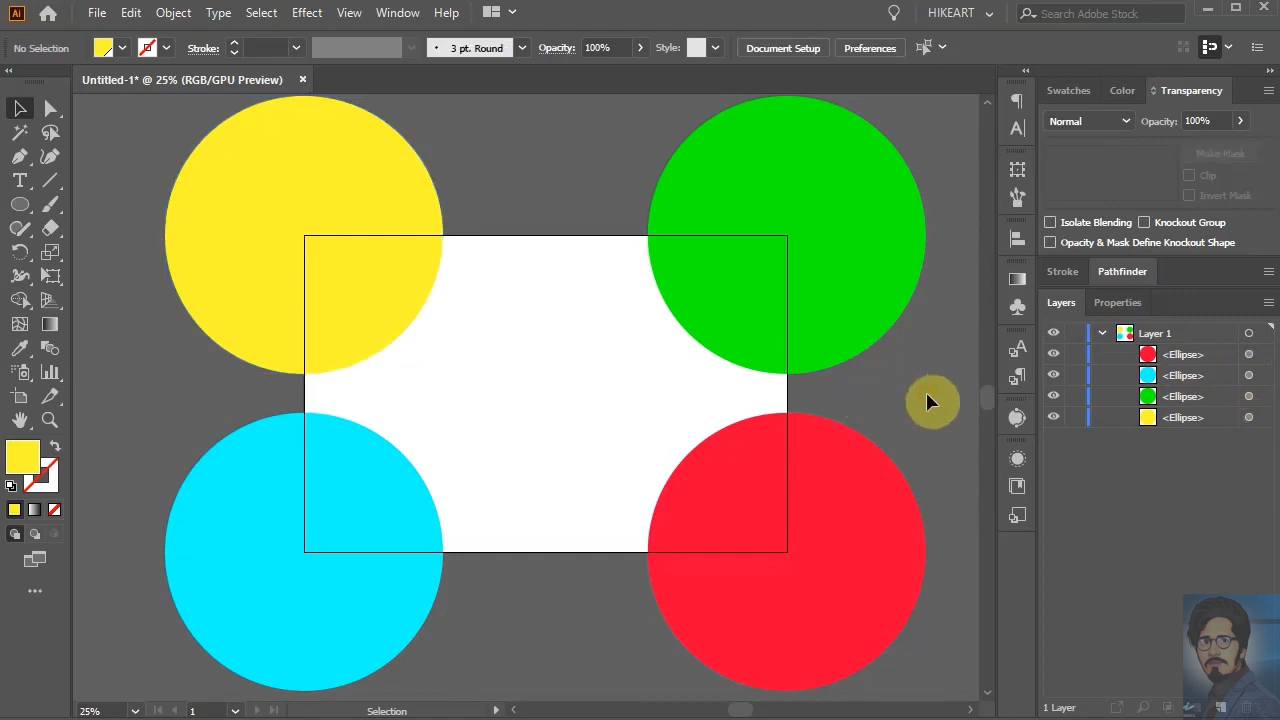 Ai File Edit Object Type Select Effect View Window Help HIKEART Search Adobe Stock
No Selection Stroke: 3 pt. Round Opacity: 100% Style: Document Setup Preferences
Untitled-1* @ 25% (RGB/GPU Preview)
Swatches Color Transparency
Normal Opacity: 100%
Make Mask
Clip
Invert Mask
Isolate Blending Knockout Group
Opacity & Mask Define Knockout Shape
Stroke Pathfinder
Layers Properties
Layer 1
<Ellipse>
<Ellipse>
<Ellipse>
<Ellipse>
1 Layer
25% 1 Selection